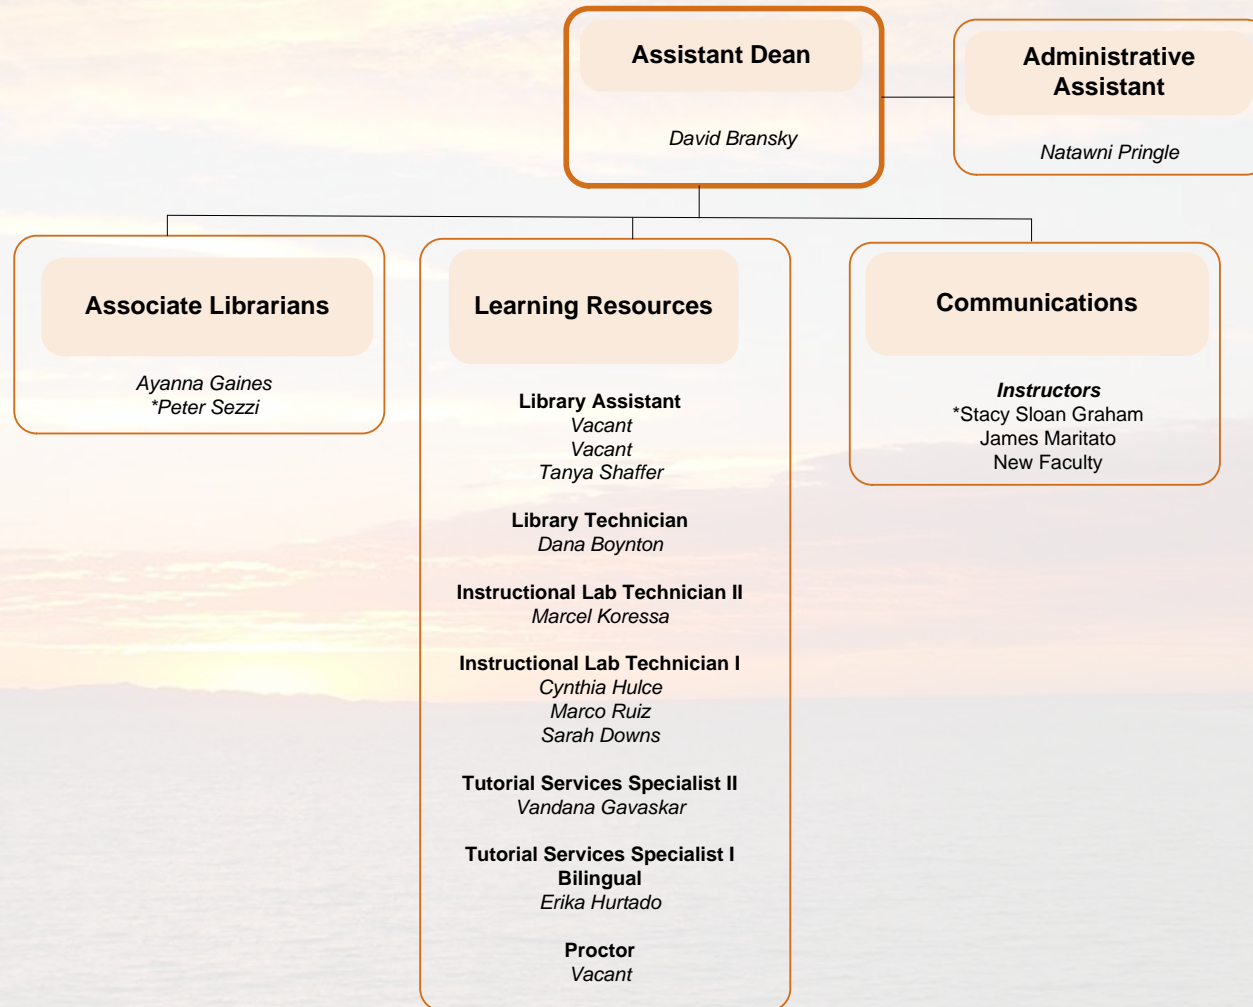 Assistant Dean
David Bransky
Administrative
Assistant
Natawni Pringle
Associate Librarians
Ayanna Gaines
*Peter Sezzi
Learning Resources
Library Assistant
Vacant
Vacant
Tanya Shaffer
Library Technician
Dana Boynton
Instructional Lab Technician II
Marcel Koressa
Instructional Lab Technician I
Cynthia Hulce
Marco Ruiz
Sarah Downs
Tutorial Services Specialist II
Vandana Gavaskar
Tutorial Services Specialist I
Bilingual
Erika Hurtado
Proctor
Vacant
Communications
Instructors
*Stacy Sloan Graham
James Maritato
New Faculty